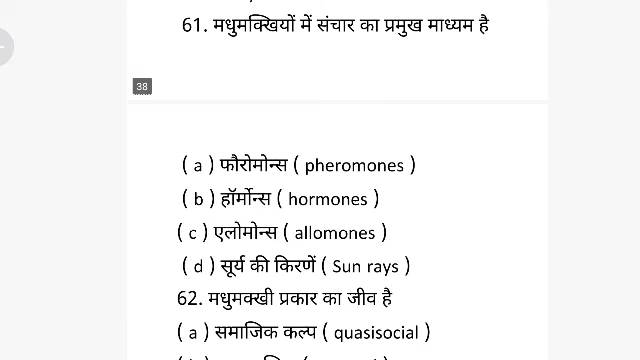 61. मधुमक्खियों में संचार का प्रमुख माध्यम है
38
( a ) फौरोमोन्स ( pheromones )
( b ) हॉर्मोन्स ( hormones )
( c ) एलोमोन्स ( allomones )
( d ) सूर्य की किरणें ( Sun rays )
62. मधुमक्खी प्रकार का जीव है
( a ) समाजिक कल्प ( quasisocial )